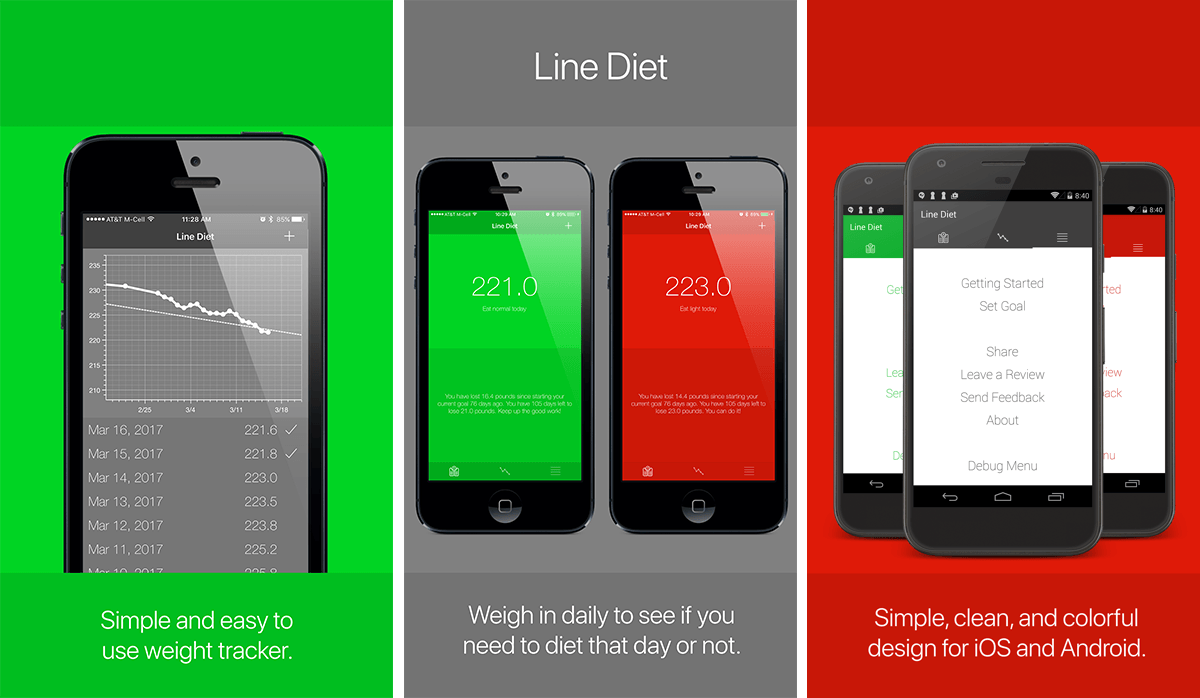 AT&T M-Cell 11:28 AM 85%
Line Diet +
235
230
225
220
215
210
2/25 3/4 3/11 3/18
Mar 16, 2017 221.6 ✓
Mar 15, 2017 221.8 ✓
Mar 14, 2017 223.0
Mar 13, 2017 223.5
Mar 12, 2017 223.8
Mar 11, 2017 225.2
Mar 10, 2017 225.8
Simple and easy to
use weight tracker.
Line Diet
AT&T M-Cell 10:29 AM 85%
Line Diet +
221.0
Eat normal today
You have lost 16.4 pounds since starting your
current goal 76 days ago. You have 105 days left to
lose 21.0 pounds. Keep up the good work!
AT&T M-Cell 10:29 AM 85%
Line Diet +
223.0
Eat light today
You have lost 14.4 pounds since starting your
current goal 76 days ago. You have 105 days left to
lose 23.0 pounds. You can do it!
Weigh in daily to see if you
need to diet that day or not.
Line Diet
Ge
Lea
Ser
De
8:40
Line Diet
Getting Started
Set Goal
Share
Leave a Review
Send Feedback
About
Debug Menu
8:40
rted
view
ack
nu
Simple, clean, and colorful
design for iOS and Android.